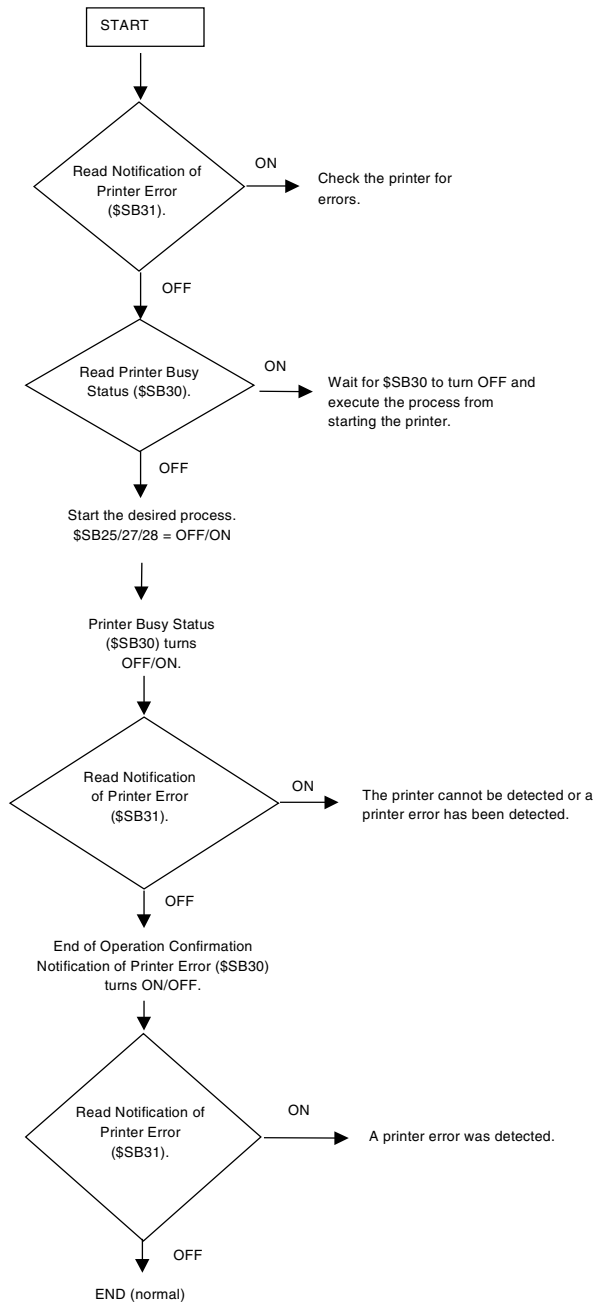 START
Read Notification of
Printer Error
($SB31).
ON
Check the printer for
errors.
OFF
Read Printer Busy
Status ($SB30).
ON
Wait for $SB30 to turn OFF and
execute the process from
starting the printer.
OFF
Start the desired process.
$SB25/27/28 = OFF/ON
Printer Busy Status
($SB30) turns
OFF/ON.
Read Notification
of Printer Error
($SB31).
ON
The printer cannot be detected or a
printer error has been detected.
OFF
End of Operation Confirmation
Notification of Printer Error ($SB30)
turns ON/OFF.
Read Notification of
Printer Error
($SB31).
ON
A printer error was detected.
OFF
END (normal)